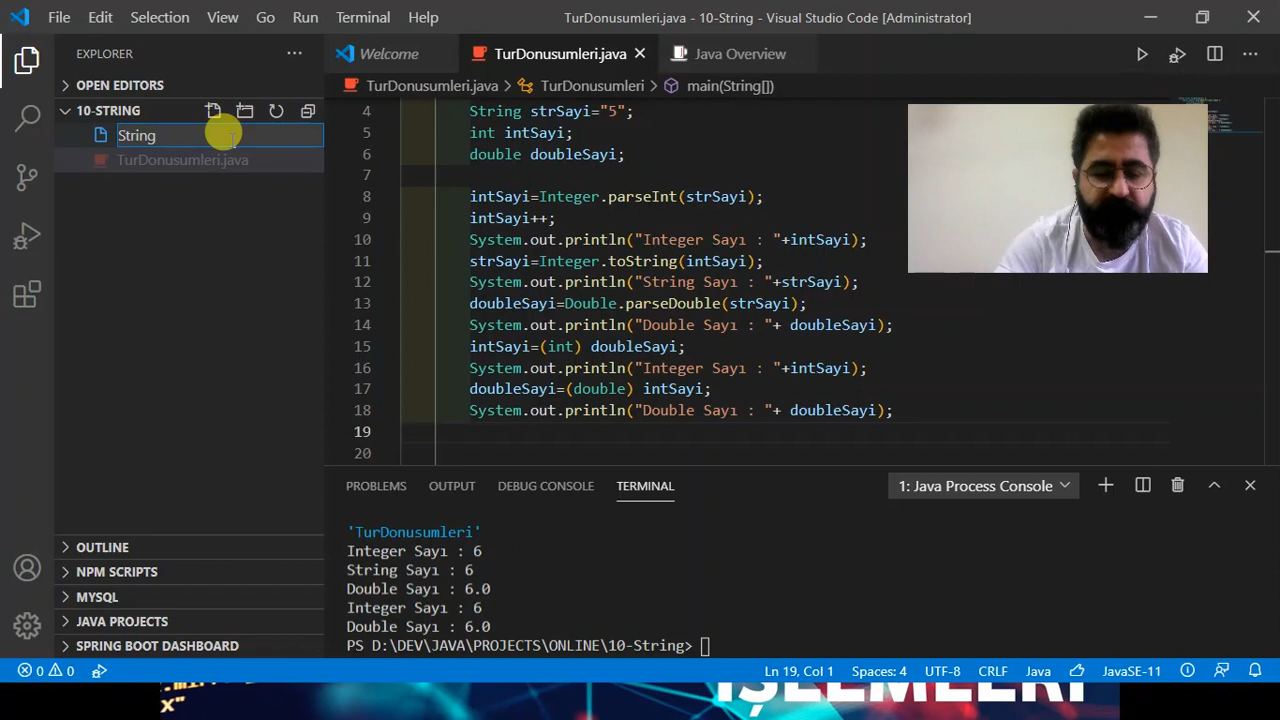 File Edit Selection View Go Run Terminal Help
TurDonusumleri.java - 10-String - Visual Studio Code [Administrator]
EXPLORER
Welcome
TurDonusumleri.java
Java Overview
OPEN EDITORS
TurDonusumleri.java > TurDonusumleri > main(String[])
10-STRING
String
TurDonusumleri.java
4 String strSayi="5";
5 int intSayi;
6 double doubleSayi;
7
8 intSayi=Integer.parseInt(strSayi);
9 intSayi++;
10 System.out.println("Integer Sayı : "+intSayi);
11 strSayi=Integer.toString(intSayi);
12 System.out.println("String Sayı : "+strSayi);
13 doubleSayi=Double.parseDouble(strSayi);
14 System.out.println("Double Sayı : "+ doubleSayi);
15 intSayi=(int) doubleSayi;
16 System.out.println("Integer Sayı : "+intSayi);
17 doubleSayi=(double) intSayi;
18 System.out.println("Double Sayı : "+ doubleSayi);
19
20
PROBLEMS OUTPUT DEBUG CONSOLE TERMINAL
1: Java Process Console
'TurDonusumleri'
Integer Sayı : 6
String Sayı : 6
Double Sayı : 6.0
Integer Sayı : 6
Double Sayı : 6.0
PS D:\DEV\JAVA\PROJECTS\ONLINE\10-String>
OUTLINE
NPM SCRIPTS
MYSQL
JAVA PROJECTS
SPRING BOOT DASHBOARD
0 0
Ln 19, Col 1 Spaces: 4 UTF-8 CRLF Java JavaSE-11
İŞLEMLERİ